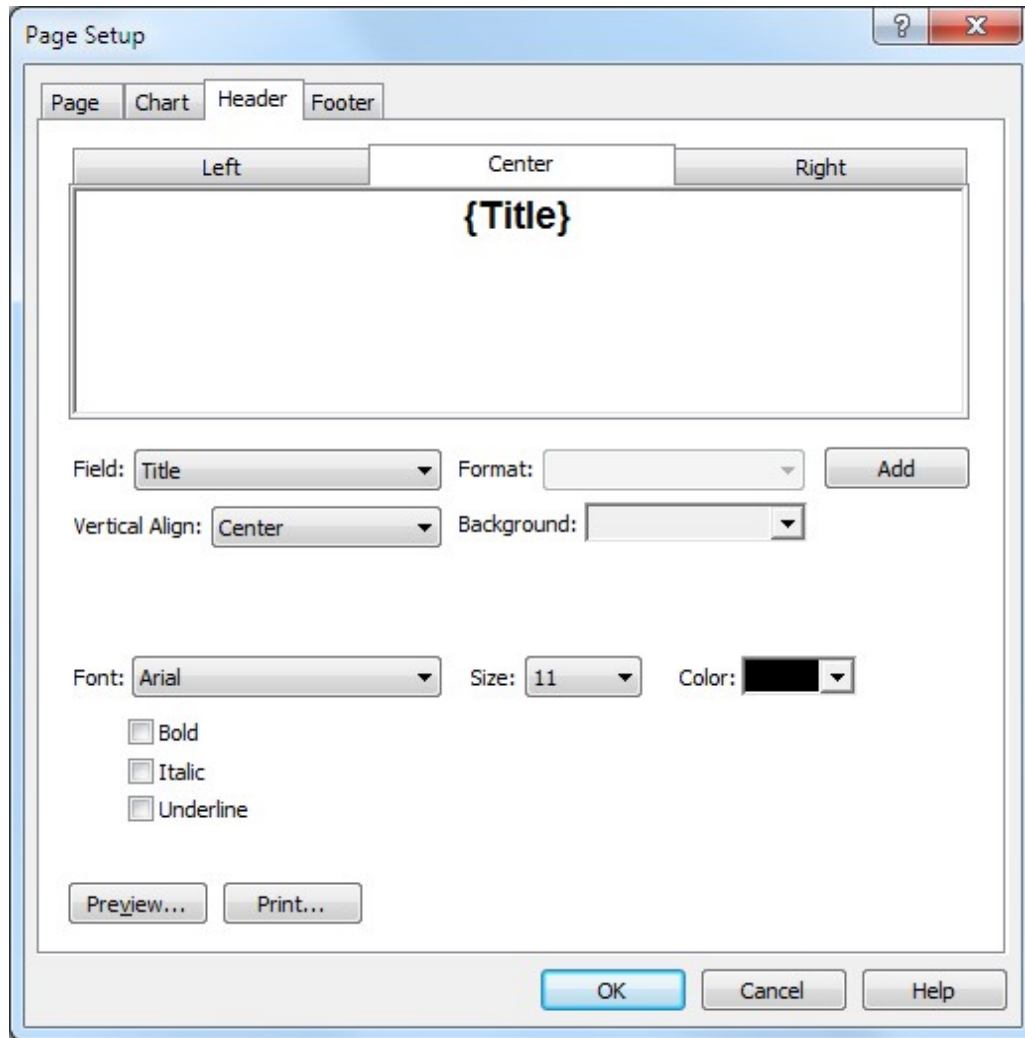 Page Setup
Page Chart Header Footer
Left Center Right
{Title}
Field: Title Format: Add
Vertical Align: Center Background:
Font: Arial Size: 11 Color:
Bold
Italic
Underline
Preview... Print...
OK Cancel Help